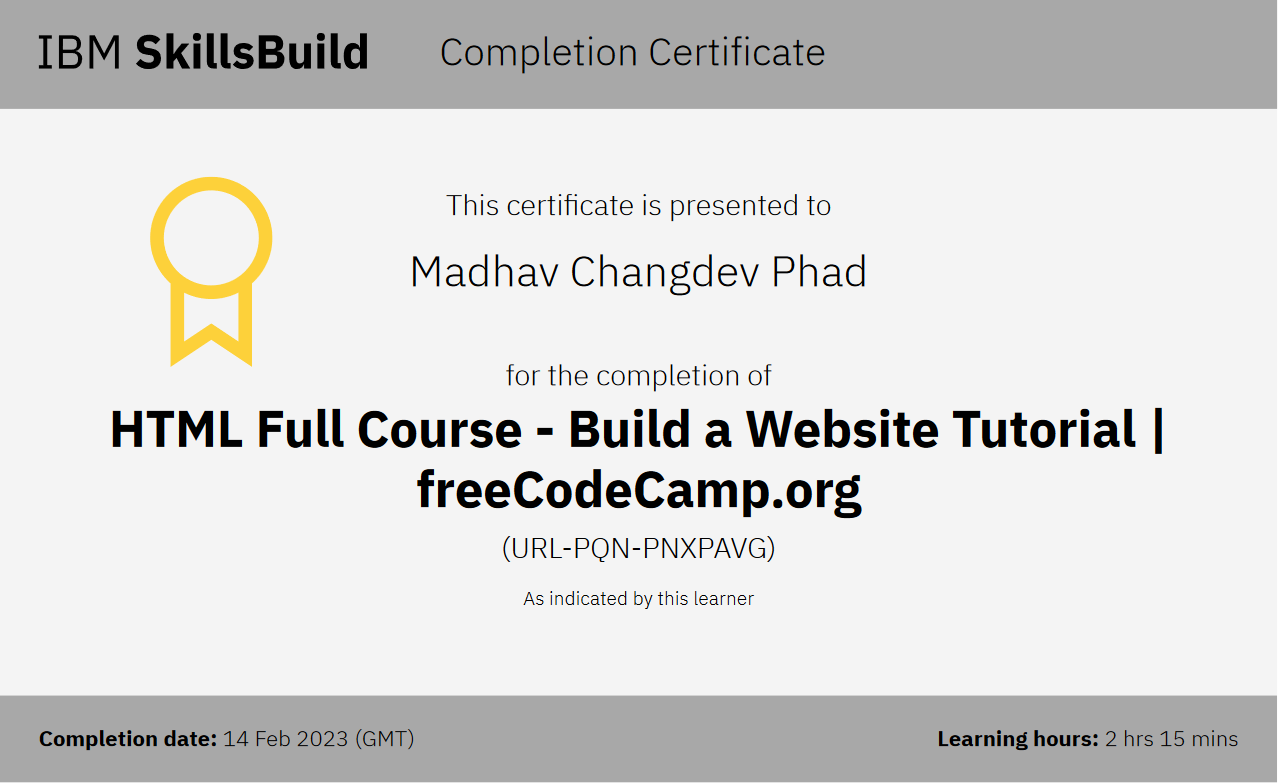 IBM SkillsBuild Completion Certificate
This certificate is presented to
Madhav Changdev Phad
for the completion of
HTML Full Course - Build a Website Tutorial |
freeCodeCamp.org
(URL-PQN-PNXPAVG)
As indicated by this learner
Completion date: 14 Feb 2023 (GMT)
Learning hours: 2 hrs 15 mins